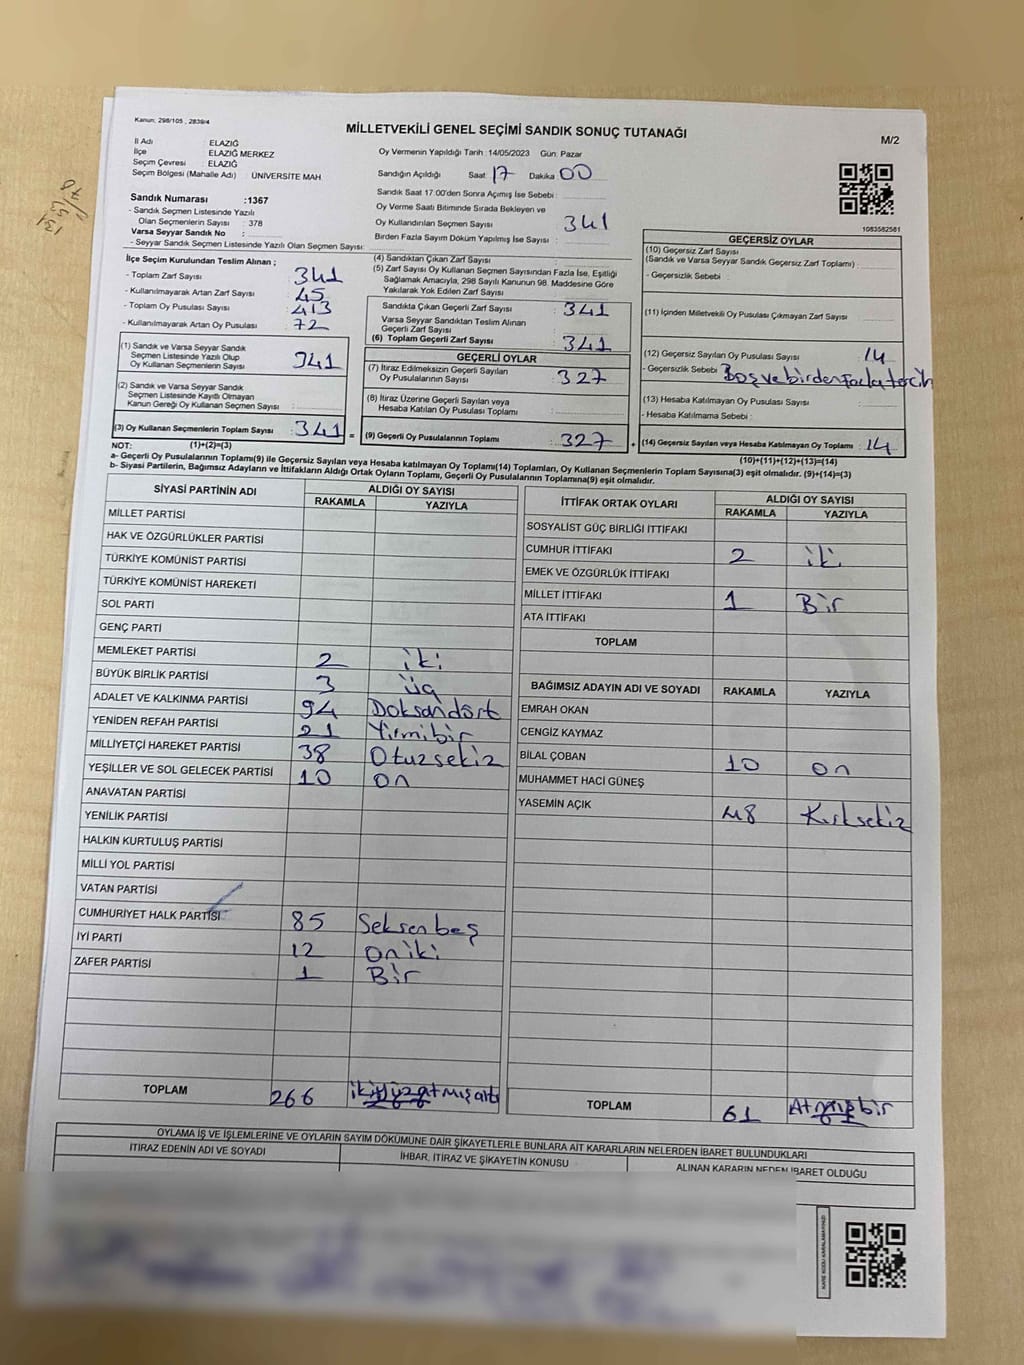 Kanun; 298/105 , 2839/4
MİLLETVEKİLİ GENEL SEÇİMİ SANDIK SONUÇ TUTANAĞI
M/2
İl Adı : ELAZIĞ
İlçe : ELAZIĞ MERKEZ
Seçim Çevresi : ELAZIĞ
Seçim Bölgesi (Mahalle Adı) : ÜNİVERSİTE MAH
Oy Vermenin Yapıldığı Tarih :14/05/2023 Gün: Pazar
Sandığın Açıldığı Saat 17 Dakika 00
Sandık Saat 17:00'den Sonra Açımış İse Sebebi :
Oy Verme Saati Bitiminde Sırada Bekleyen ve
Oy Kullandırılan Seçmen Sayısı : 341
Birden Fazla Sayım Döküm Yapılmış İse Sayısı :
Sandık Numarası :1367
- Sandık Seçmen Listesinde Yazılı
Olan Seçmenlerin Sayısı : 378
Varsa Seyyar Sandık No :
- Seyyar Sandık Seçmen Listesinde Yazılı Olan Seçmen Sayısı:
1083582581
İlçe Seçim Kurulundan Teslim Alınan ;
- Toplam Zarf Sayısı : 341
- Kullanılmayarak Artan Zarf Sayısı : 45
- Toplam Oy Pusulası Sayısı : 413
- Kullanılmayarak Artan Oy Pusulası : 72
(1) Sandık ve Varsa Seyyar Sandık
Seçmen Listesinde Yazılı Olup
Oy Kullanan Seçmenlerin Sayısı : 341
(2) Sandık ve Varsa Seyyar Sandık
Seçmen Listesinde Kayıtlı Olmayan
Kanun Gereği Oy Kullanan Seçmen Sayısı :
(3) Oy Kullanan Seçmenlerin Toplam Sayısı : 341 =
(4) Sandıktan Çıkan Zarf Sayısı :
(5) Zarf Sayısı Oy Kullanan Seçmen Sayısından Fazla İse, Eşitliği
Sağlamak Amacıyla, 298 Sayılı Kanunun 98. Maddesine Göre
Yakılarak Yok Edilen Zarf Sayısı :
Sandıkta Çıkan Geçerli Zarf Sayısı : 341
Varsa Seyyar Sandıktan Teslim Alınan
Geçerli Zarf Sayısı :
(6) Toplam Geçerli Zarf Sayısı : 341
GEÇERLİ OYLAR
(7) İtiraz Edilmeksizin Geçerli Sayılan
Oy Pusulalarının Sayısı : 327
(8) İtiraz Üzerine Geçerli Sayılan veya
Hesaba Katılan Oy Pusulası Toplamı :
(9) Geçerli Oy Pusulalarının Toplamı : 327 +
GEÇERSİZ OYLAR
(10) Geçersiz Zarf Sayısı
(Sandık ve Varsa Seyyar Sandık Geçersiz Zarf Toplamı) :
- Geçersizlik Sebebi :
(11) İçinden Milletvekili Oy Pusulası Çıkmayan Zarf Sayısı :
(12) Geçersiz Sayılan Oy Pusulası Sayısı : 14
- Geçersizlik Sebebi : Boş ve birden fazla tercih
(13) Hesaba Katılmayan Oy Pusulası Sayısı :
- Hesaba Katılmama Sebebi :
(14) Geçersiz Sayılan veya Hesaba Katılmayan Oy Toplamı : 14
NOT: (1)+(2)=(3)
(10)+(11)+(12)+(13)=(14)
a- Geçerli Oy Pusulalarının Toplamı(9) ile Geçersiz Sayılan veya Hesaba katılmayan Oy Toplamı(14) Toplamları, Oy Kullanan Seçmenlerin Toplam Sayısına(3) eşit olmalıdır. (9)+(14)=(3)
b- Siyasi Partilerin, Bağımsız Adayların ve İttifakların Aldığı Ortak Oyların Toplamı, Geçerli Oy Pusulalarının Toplamına(9) eşit olmalıdır.
SİYASİ PARTİNİN ADI ALDIĞI OY SAYISI
RAKAMLA YAZIYLA
MİLLET PARTİSİ
HAK VE ÖZGÜRLÜKLER PARTİSİ
TÜRKİYE KOMÜNİST PARTİSİ
TÜRKİYE KOMÜNİST HAREKETİ
SOL PARTİ
GENÇ PARTİ
MEMLEKET PARTİSİ 2 iki
BÜYÜK BİRLİK PARTİSİ 3 üç
ADALET VE KALKINMA PARTİSİ 94 Doksandört
YENİDEN REFAH PARTİSİ 21 Yirmibir
MİLLİYETÇİ HAREKET PARTİSİ 38 Otuzsekiz
YEŞİLLER VE SOL GELECEK PARTİSİ 10 on
ANAVATAN PARTİSİ
YENİLİK PARTİSİ
HALKIN KURTULUŞ PARTİSİ
MİLLİ YOL PARTİSİ
VATAN PARTİSİ
CUMHURİYET HALK PARTİSİ 85 Seksenbeş
İYİ PARTİ 12 oniki
ZAFER PARTİSİ 1 Bir
TOPLAM 266 ikiyüzatmışaltı
İTTİFAK ORTAK OYLARI ALDIĞI OY SAYISI
RAKAMLA YAZIYLA
SOSYALİST GÜÇ BİRLİĞİ İTTİFAKI
CUMHUR İTTİFAKI 2 iki
EMEK VE ÖZGÜRLÜK İTTİFAKI
MİLLET İTTİFAKI 1 Bir
ATA İTTİFAKI
TOPLAM
BAĞIMSIZ ADAYIN ADI VE SOYADI RAKAMLA YAZIYLA
EMRAH OKAN
CENGİZ KAYMAZ
BİLAL ÇOBAN 10 on
MUHAMMET HACİ GÜNEŞ
YASEMİN AÇIK 48 Kırksekiz
TOPLAM 61 Atmışbir
OYLAMA İŞ VE İŞLEMLERİNE VE OYLARIN SAYIM DÖKÜMÜNE DAİR ŞİKAYETLERLE BUNLARA AİT KARARLARIN NELERDEN İBARET BULUNDUKLARI
İTİRAZ EDENİN ADI VE SOYADI İHBAR, İTİRAZ VE ŞİKAYETİN KONUSU ALINAN KARARIN NEDEN İBARET OLDUĞU
KARE KODU KARALAMAYINIZ!